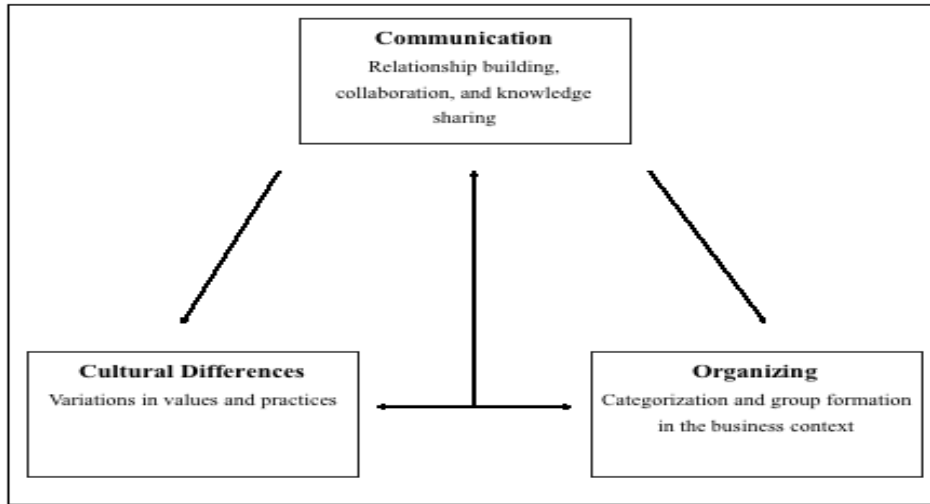 Communication
Relationship building,
collaboration, and knowledge
sharing
Cultural Differences
Variations in values and practices
Organizing
Categorization and group formation
in the business context